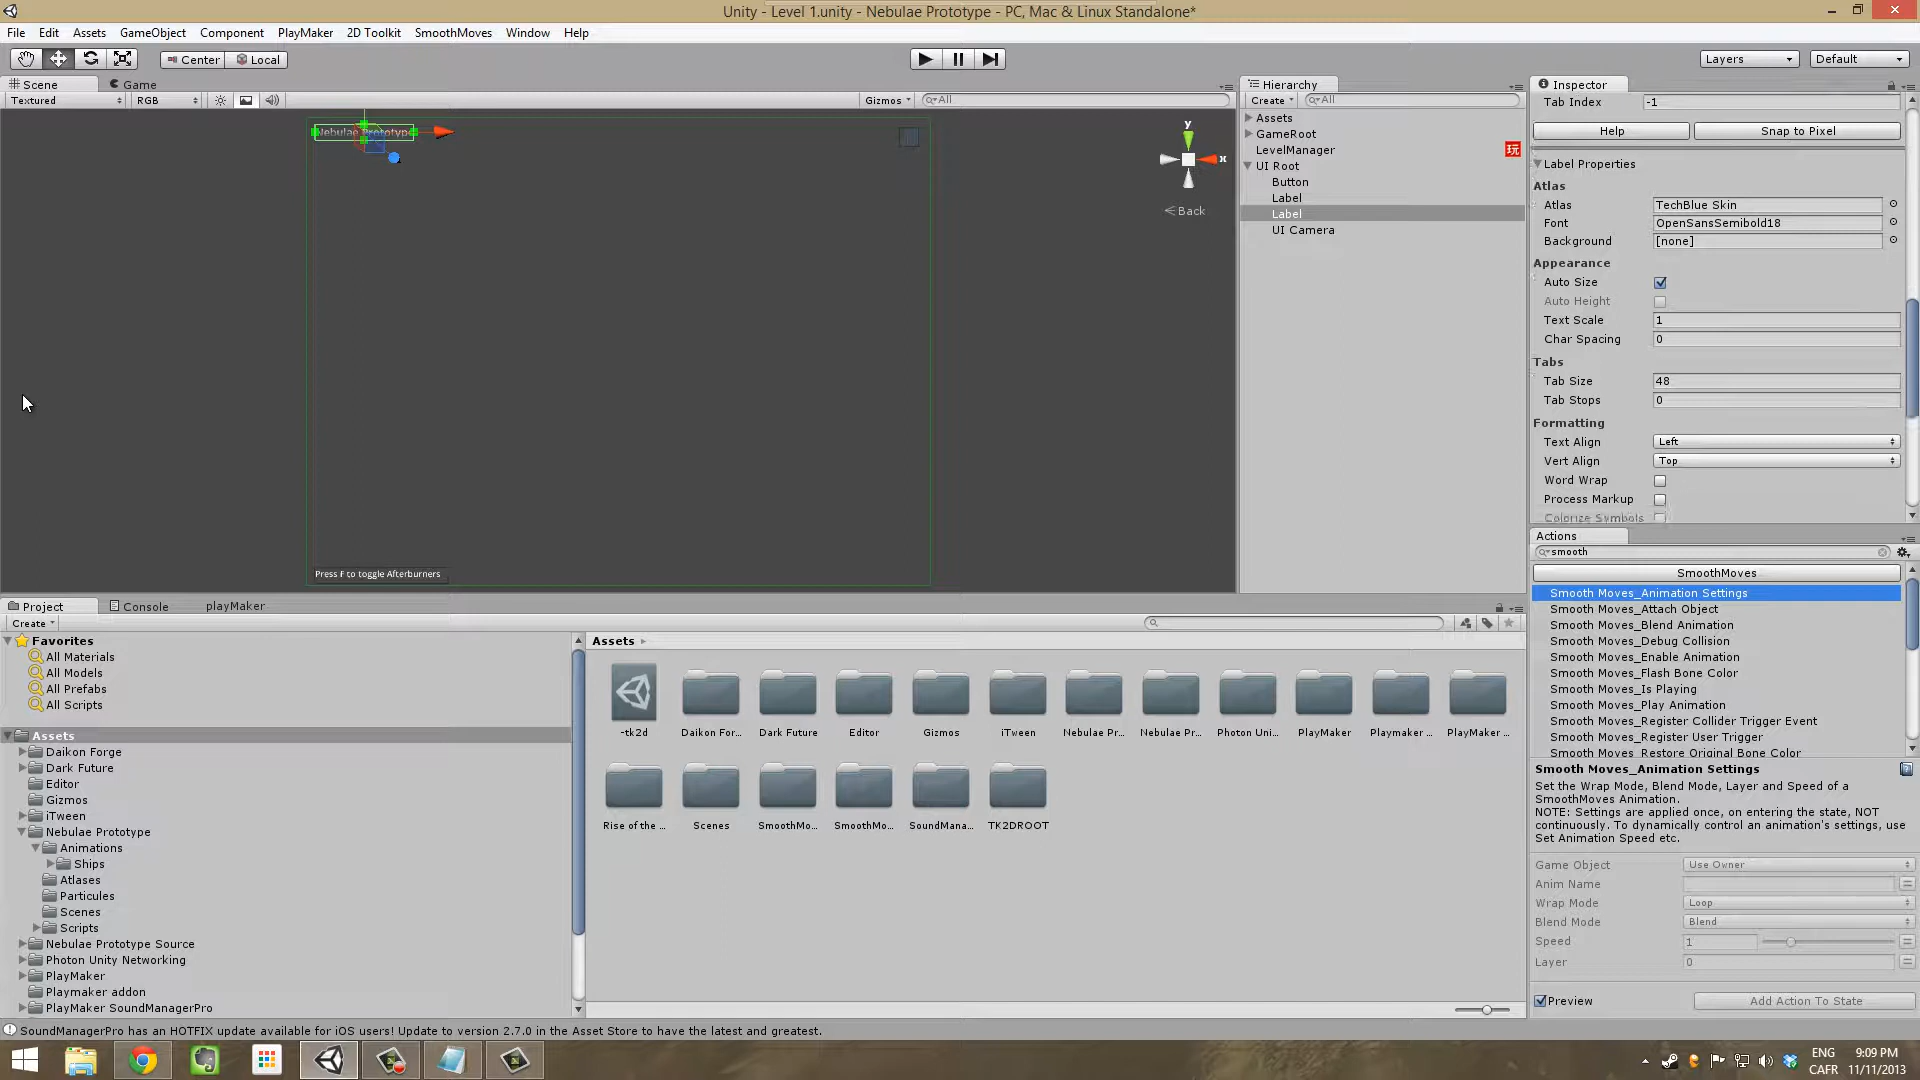 Unity - Level 1.unity - Nebulae Prototype - PC, Mac & Linux Standalone*
File Edit Assets GameObject Component PlayMaker 2D Toolkit SmoothMoves Window Help
Center Local Layers Default
Scene Game
Textured RGB Gizmos All
Nebulae Prototype
y
x
Back
Press F to toggle Afterburners
Hierarchy
Create All
Assets
GameRoot
LevelManager 玩
UI Root
Button
Label
Label
UI Camera
Inspector
Tab Index -1
Help Snap to Pixel
Label Properties
Atlas
Atlas TechBlue Skin
Font OpenSansSemibold18
Background [none]
Appearance
Auto Size
Auto Height
Text Scale 1
Char Spacing 0
Tabs
Tab Size 48
Tab Stops 0
Formatting
Text Align Left
Vert Align Top
Word Wrap
Process Markup
Colorize Symbols
Actions
smooth
SmoothMoves
Smooth Moves_Animation Settings
Smooth Moves_Attach Object
Smooth Moves_Blend Animation
Smooth Moves_Debug Collision
Smooth Moves_Enable Animation
Smooth Moves_Flash Bone Color
Smooth Moves_Is Playing
Smooth Moves_Play Animation
Smooth Moves_Register Collider Trigger Event
Smooth Moves_Register User Trigger
Smooth Moves_Restore Original Bone Color
Smooth Moves_Animation Settings
Set the Wrap Mode, Blend Mode, Layer and Speed of a
SmoothMoves Animation.
NOTE: Settings are applied once, on entering the state, NOT
continuously. To dynamically control an animation's settings, use
Set Animation Speed etc.
Game Object Use Owner
Anim Name
Wrap Mode Loop
Blend Mode Blend
Speed 1
Layer 0
Preview Add Action To State
Project Console playMaker
Create
Favorites
All Materials
All Models
All Prefabs
All Scripts
Assets
Daikon Forge
Dark Future
Editor
Gizmos
iTween
Nebulae Prototype
Animations
Ships
Atlases
Particules
Scenes
Scripts
Nebulae Prototype Source
Photon Unity Networking
PlayMaker
Playmaker addon
PlayMaker SoundManagerPro
Assets
-tk2d Daikon For... Dark Future Editor Gizmos iTween Nebulae Pr... Nebulae Pr... Photon Uni... PlayMaker Playmaker ... PlayMaker ...
Rise of the ... Scenes SmoothMo... SmoothMo... SoundMana... TK2DROOT
SoundManagerPro has an HOTFIX update available for iOS users! Update to version 2.7.0 in the Asset Store to have the latest and greatest.
ENG 9:09 PM
CAFR 11/11/2013